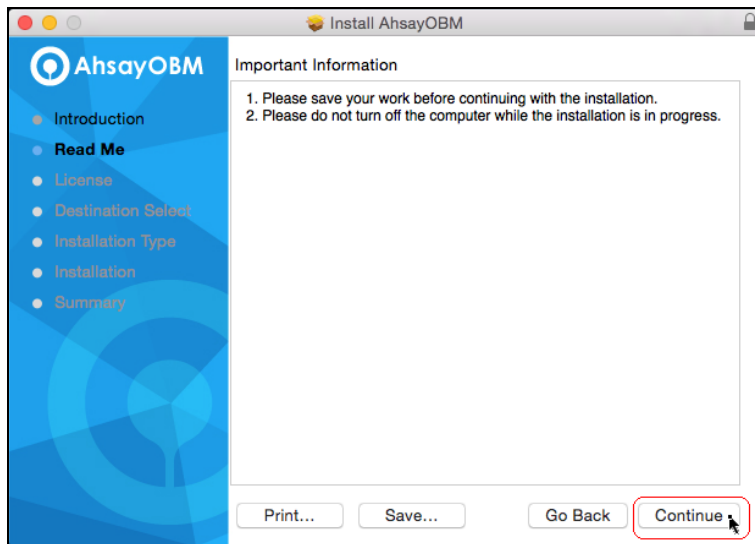 Install AhsayOBM
AhsayOBM
Introduction
Read Me
License
Destination Select
Installation Type
Installation
Summary
Important Information
1. Please save your work before continuing with the installation.
2. Please do not turn off the computer while the installation is in progress.
Print...
Save...
Go Back
Continue